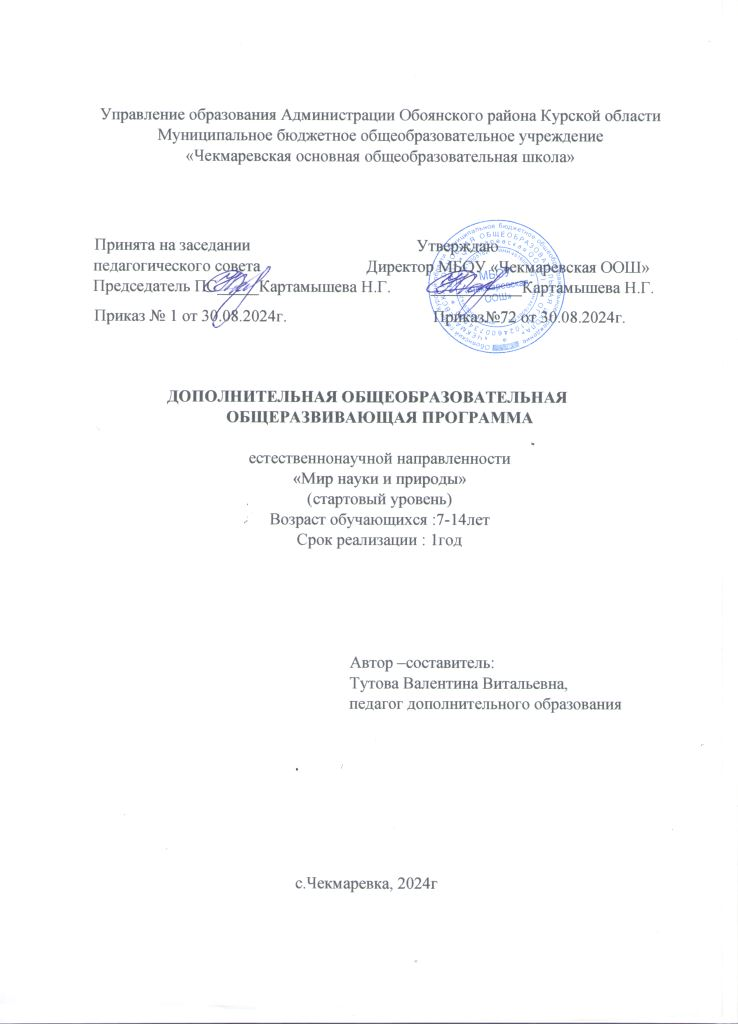 Управление образования Администрации Обоянского района Курской области
Муниципальное бюджетное общеобразовательное учреждение
«Чекмаревская основная общеобразовательная школа»
Принята на заседании Утверждаю
педагогического совета Директор МБОУ «Чекмаревская ООШ»
Председатель Картамышева Н.Г. Картамышева Н.Г.
Приказ № 1 от 30.08.2024г. Приказ№72 от 30.08.2024г.
МБОУ
ООШ»
ДОПОЛНИТЕЛЬНАЯ ОБЩЕОБРАЗОВАТЕЛЬНАЯ
ОБЩЕРАЗВИВАЮЩАЯ ПРОГРАММА
естественнонаучной направленности
«Мир науки и природы»
(стартовый уровень)
Возраст обучающихся :7-14лет
Срок реализации : 1год
Автор –составитель:
Тутова Валентина Витальевна,
педагог дополнительного образования
с.Чекмаревка, 2024г